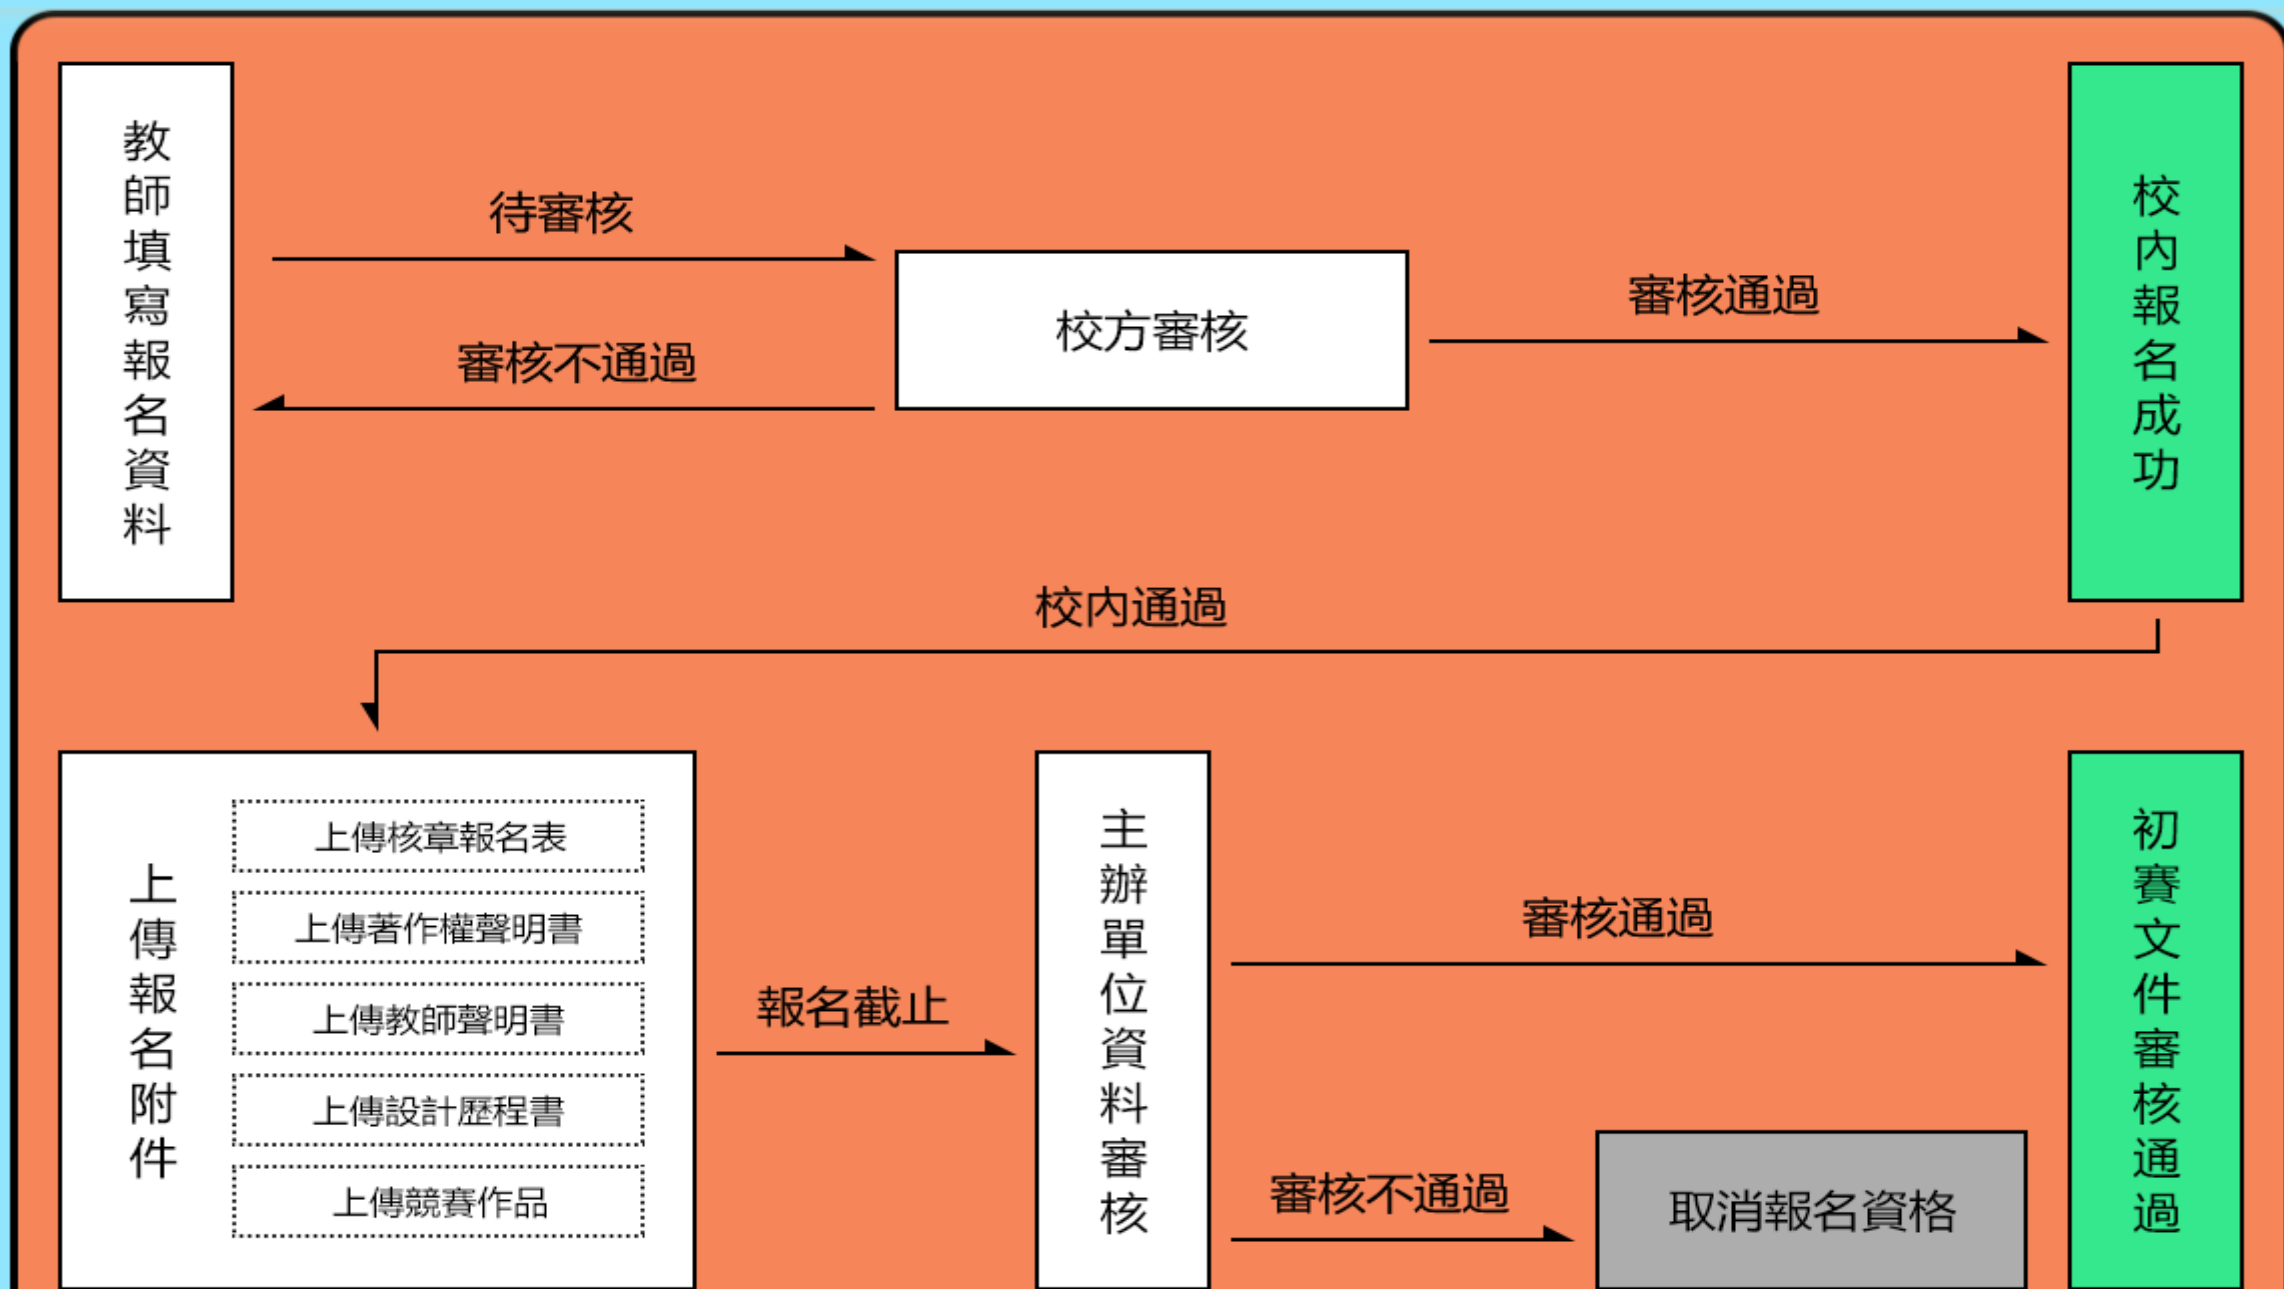 教師填寫報名資料
待審核
審核不通過
校方審核
審核通過
校內報名成功
校內通過
上傳報名附件
上傳核章報名表
上傳著作權聲明書
上傳教師聲明書
上傳設計歷程書
上傳競賽作品
報名截止
主辦單位資料審核
審核通過
審核不通過
取消報名資格
初賽文件審核通過